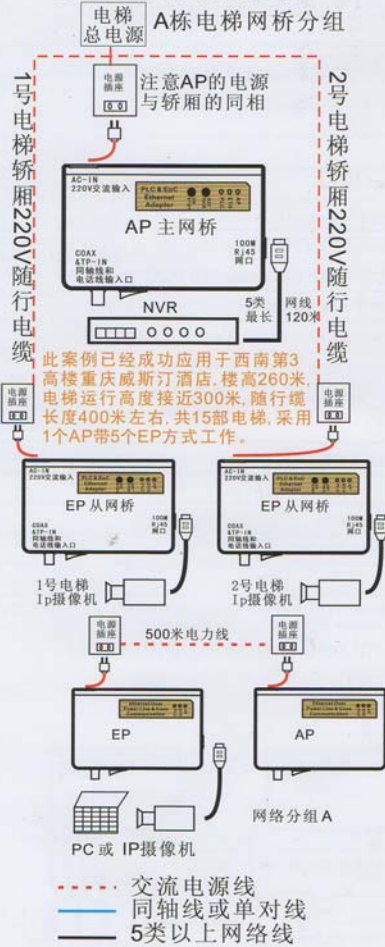 电梯
总电源
A栋电梯网桥分组
电源
插座
注意AP的电源
与轿厢的同相
1号电梯轿厢220V随行电缆
2号电梯轿厢220V随行电缆
AC-IN
220V交流输入
PLC & EoC
Ethernet
Adapter
AP 主网桥
COAX
&TP-IN
同轴线和
电话线输入口
100M
Rj45
网口
NVR
5类 网线
最长 120米
此案例已经成功应用于西南第3
高楼重庆威斯汀酒店,楼高260米,
电梯运行高度接近300米,随行缆
长度400米左右,共15部电梯,采用
1个AP带5个EP方式工作。
电源
插座
电源
插座
AC-IN
220V交流输入
PLC & EoC
Ethernet
Adapter
EP 从网桥
COAX
&TP-IN
同轴线和
电话线输入口
100M
Rj45
网口
AC-IN
220V交流输入
PLC & EoC
Ethernet
Adapter
EP 从网桥
COAX
&TP-IN
同轴线和
电话线输入口
100M
Rj45
网口
1号电梯
Ip摄像机
2号电梯
Ip摄像机
电源
插座
500米电力线
电源
插座
EP
AP
网络分组A
PC 或 IP摄像机
交流电源线
同轴线或单对线
5类以上网络线